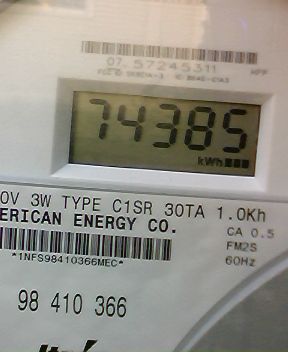 07 57245311
74385
kWh
0V 3W TYPE C1SR 30TA 1.0Kh
ERICAN ENERGY CO.
CA 0.5
FM2S
60Hz
*1NFS98410366MEC*
98 410 366